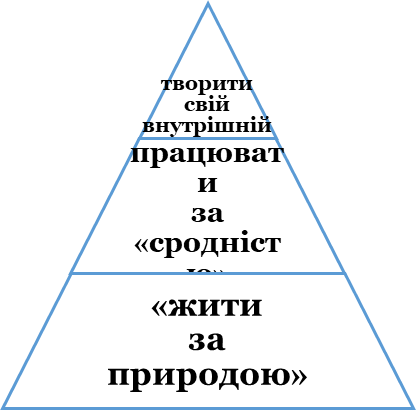 творити
свій
внутрішній
працюват
и
за
«сродніст
ю»
«жити
за
природою»